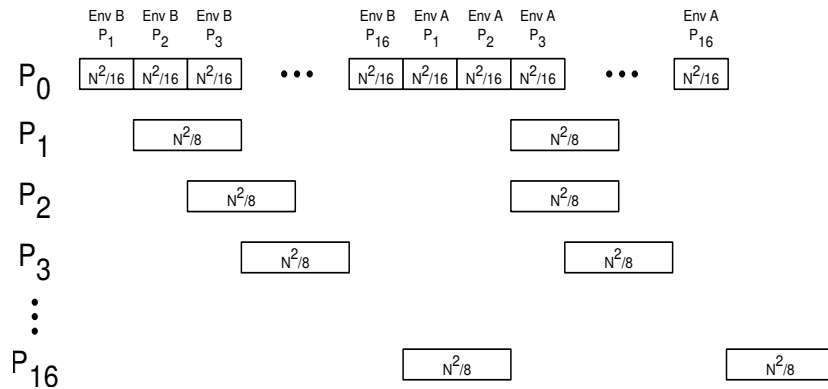 Env B Env B Env B Env B Env A Env A Env A Env A
P1 P2 P3 P16 P1 P2 P3 P16
P0 N²/16 N²/16 N²/16 ••• N²/16 N²/16 N²/16 N²/16 ••• N²/16
P1 N²/8 N²/8
P2 N²/8 N²/8
P3 N²/8 N²/8
P16 N²/8 N²/8